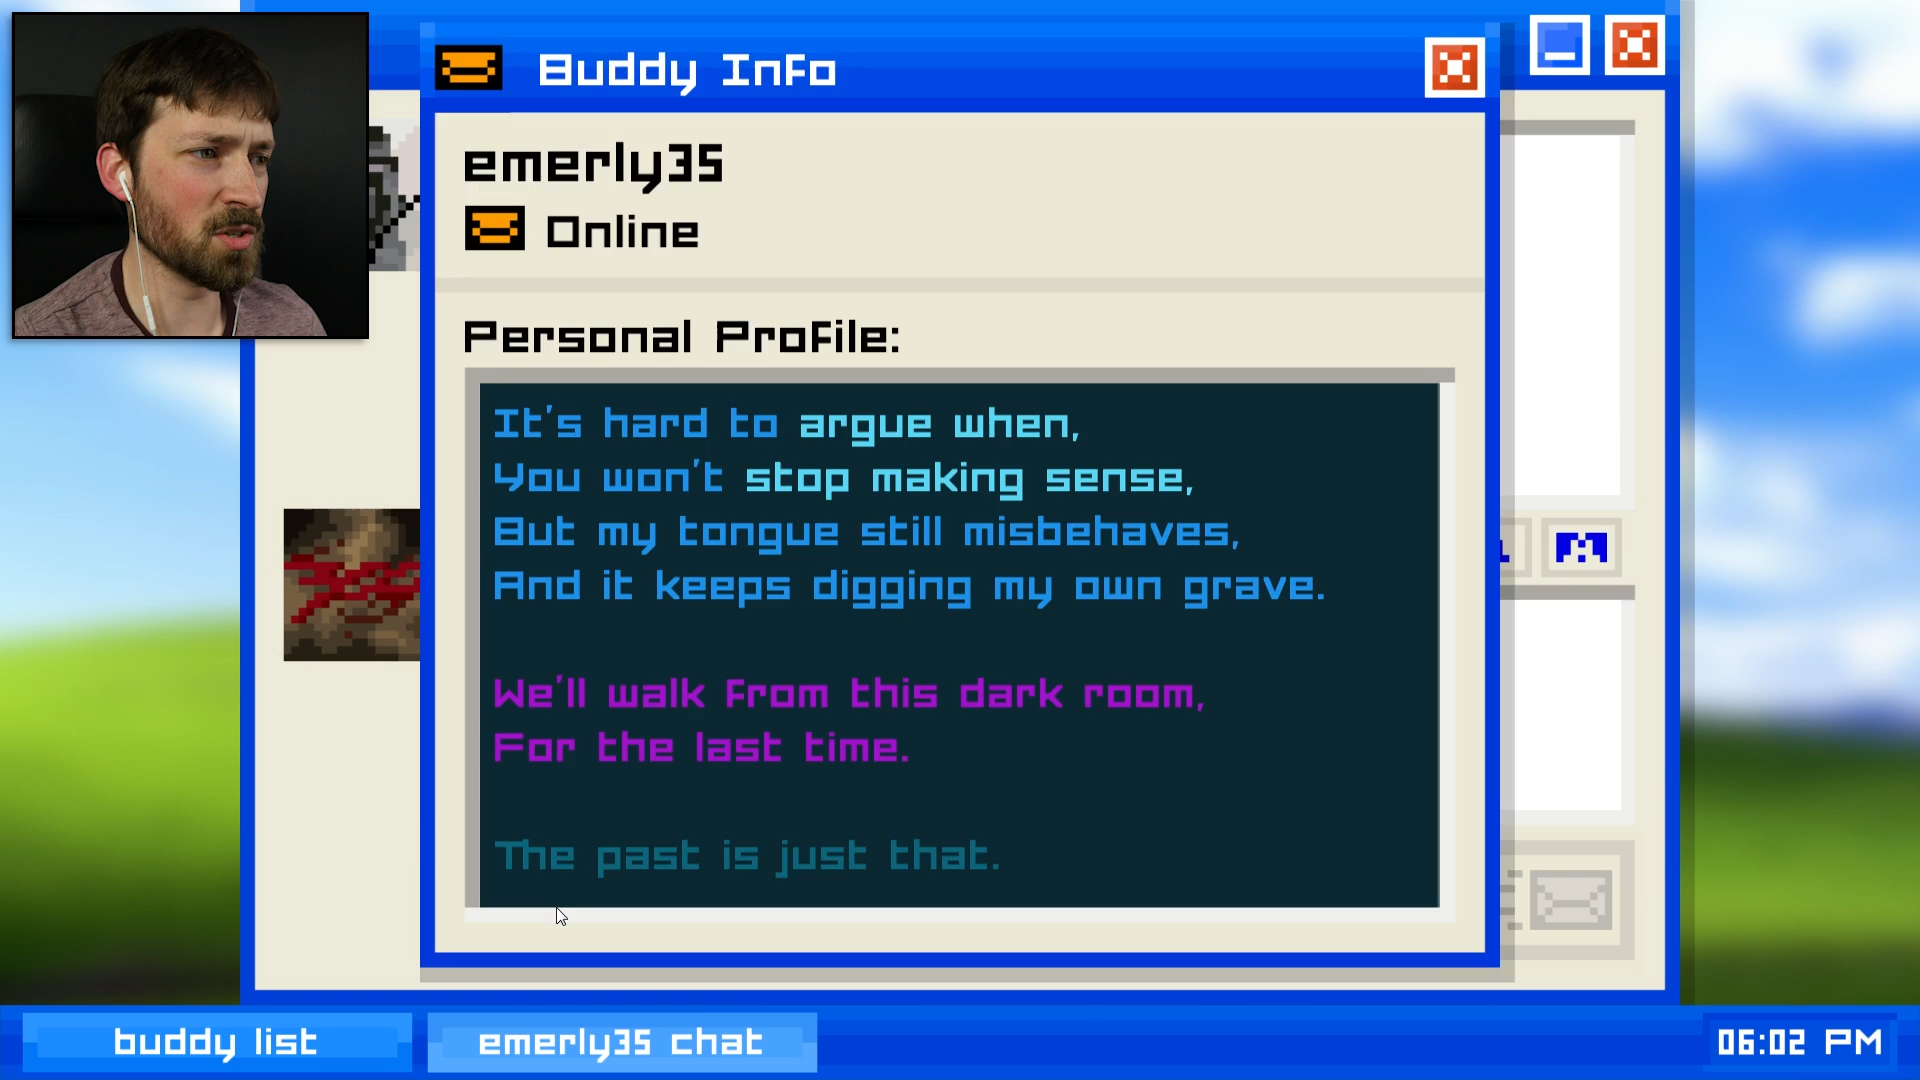 Buddy Info
emerly35
Online
Personal Profile:
It's hard to argue when,
You won't stop making sense,
But my tongue still misbehaves,
And it keeps digging my own grave.
We'll walk from this dark room,
For the last time.
The past is just that.
buddy list
emerly35 chat
06:02 PM